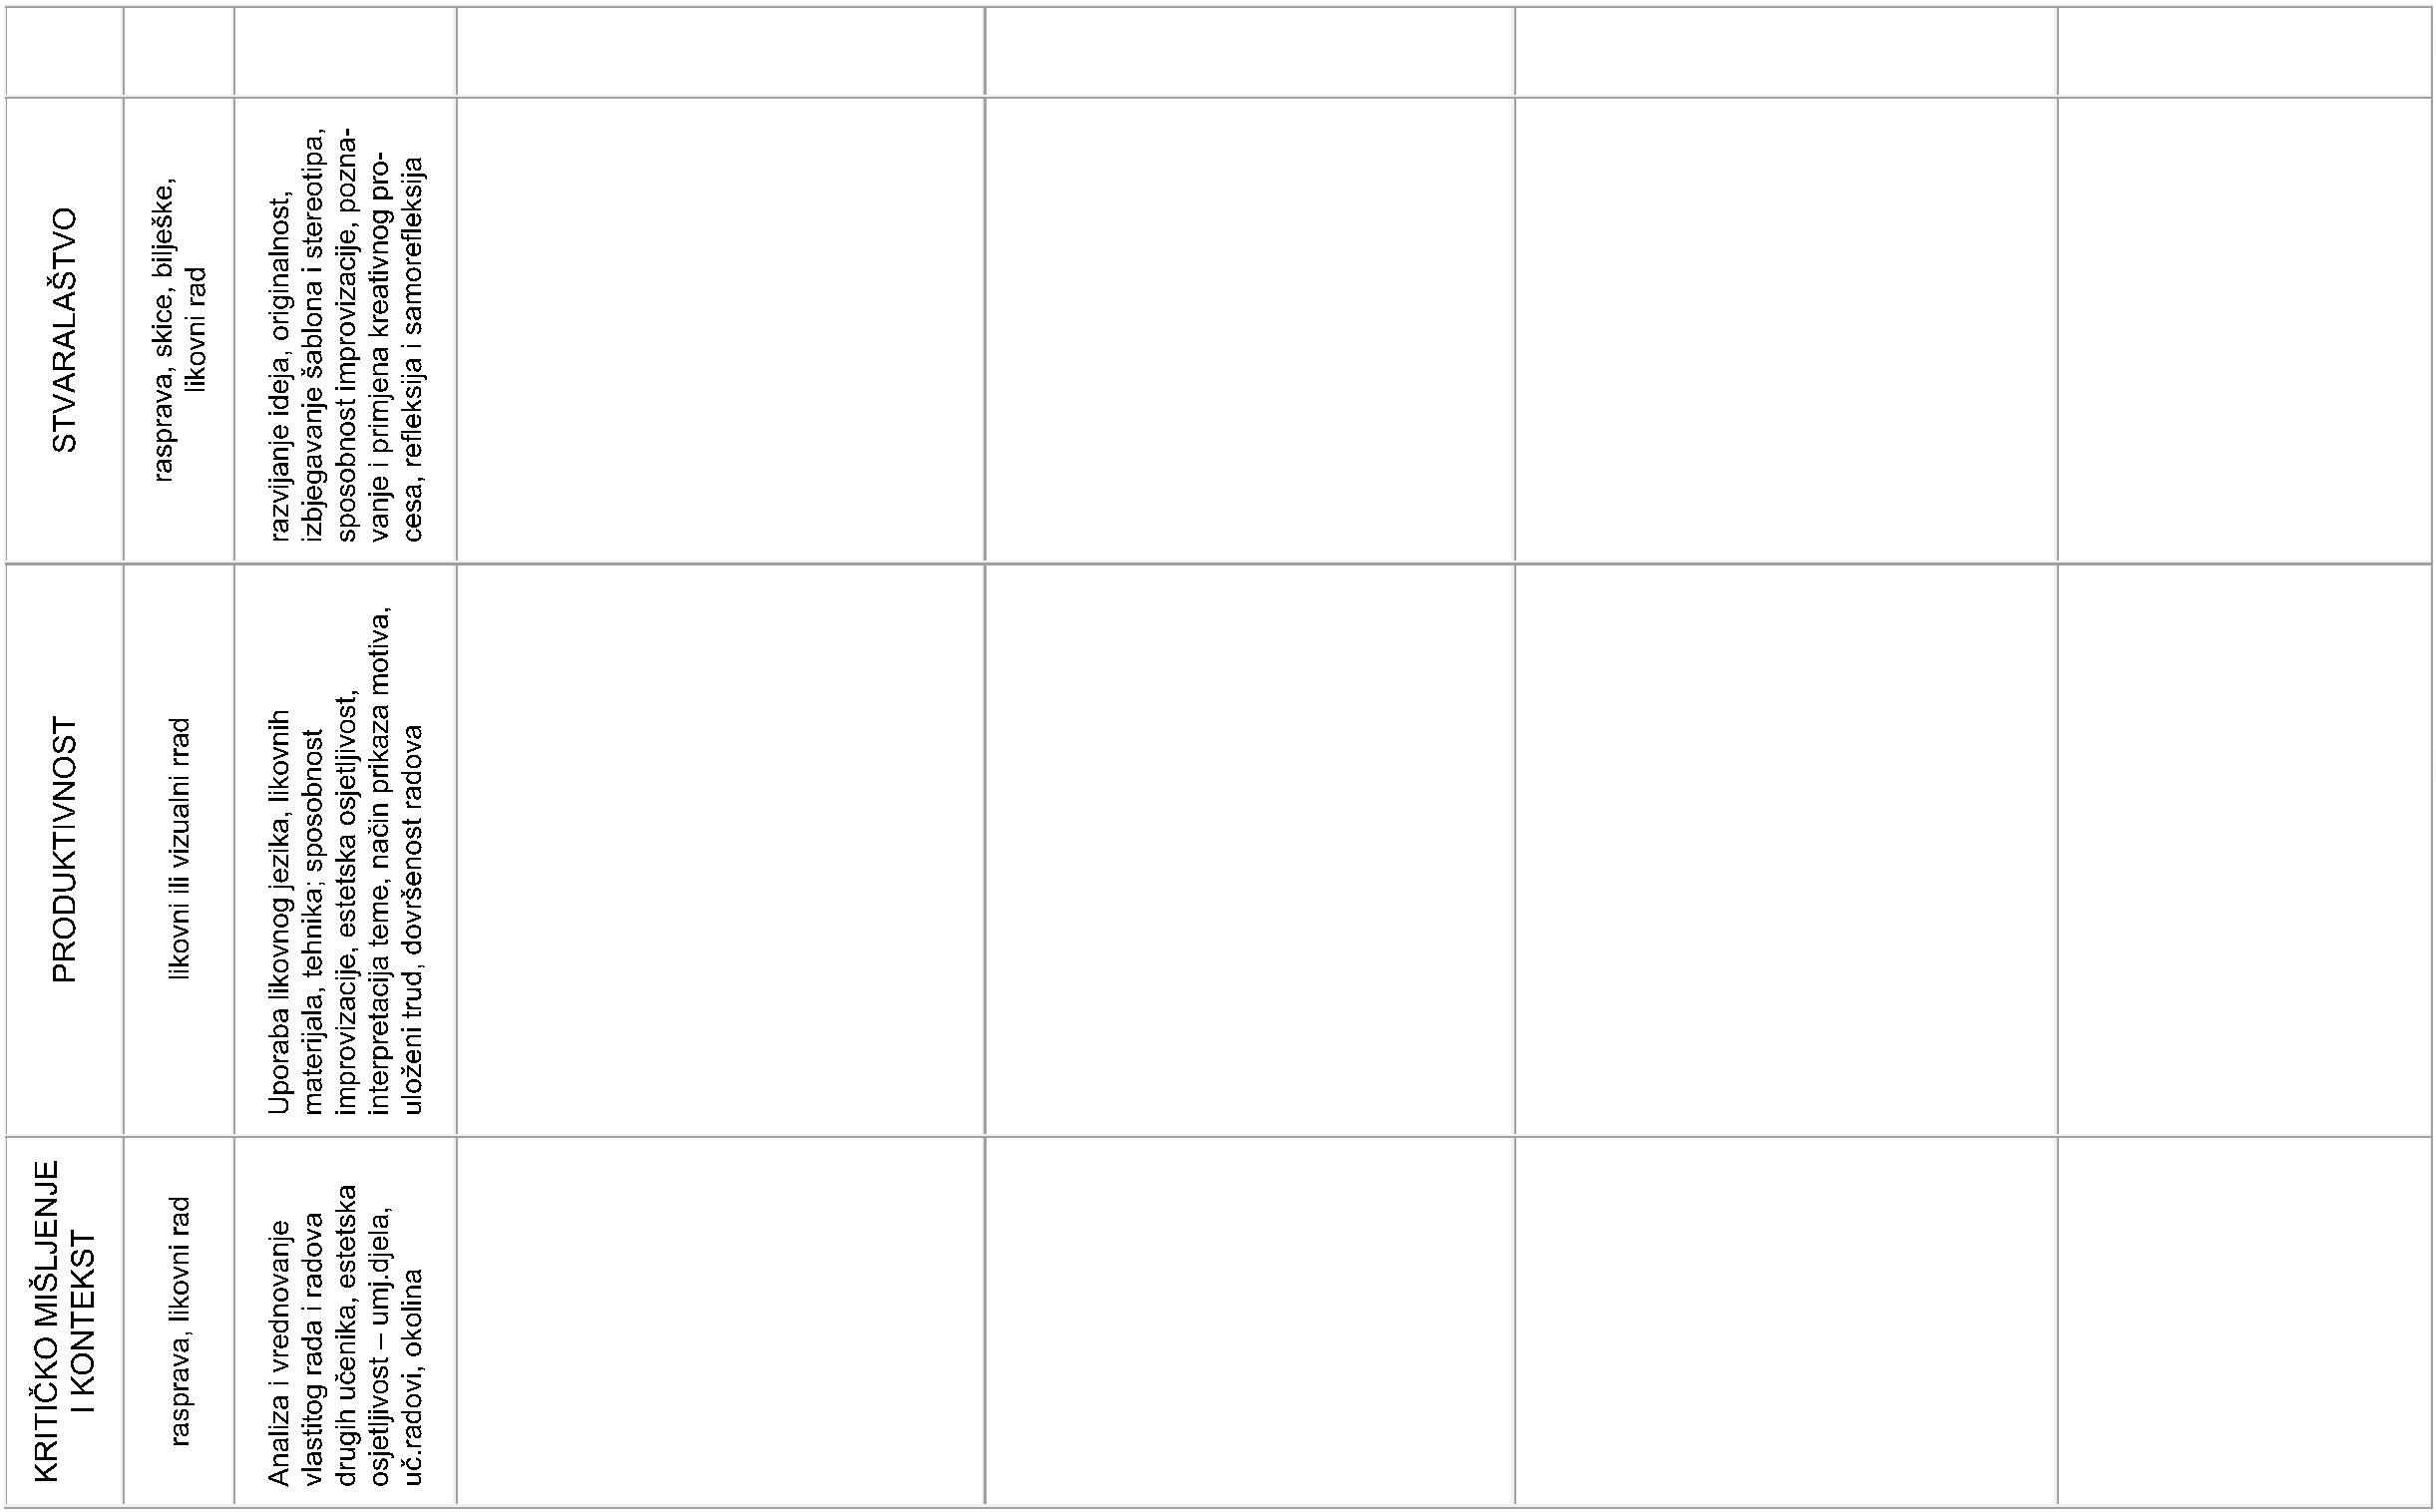 KRITIČKO MIŠLJENJE
I KONTEKST
PRODUKTIVNOST
STVARALAŠTVO
rasprava, likovni rad
likovni ili vizualni rrad
rasprava, skice, bilješke,
likovni rad
Analiza i vrednovanje
vlastitog rada i radova
drugih učenika, estetska
osjetljivost – umj.djela,
uč.radovi, okolina
Uporaba likovnog jezika, likovnih
materijala, tehnika; sposobnost
improvizacije, estetska osjetljivost,
interpretacija teme, način prikaza motiva,
uloženi trud, dovršenost radova
razvijanje ideja, originalnost,
izbjegavanje šablona i stereotipa,
sposobnost improvizacije, pozna-
vanje i primjena kreativnog pro-
cesa, refleksija i samorefleksija